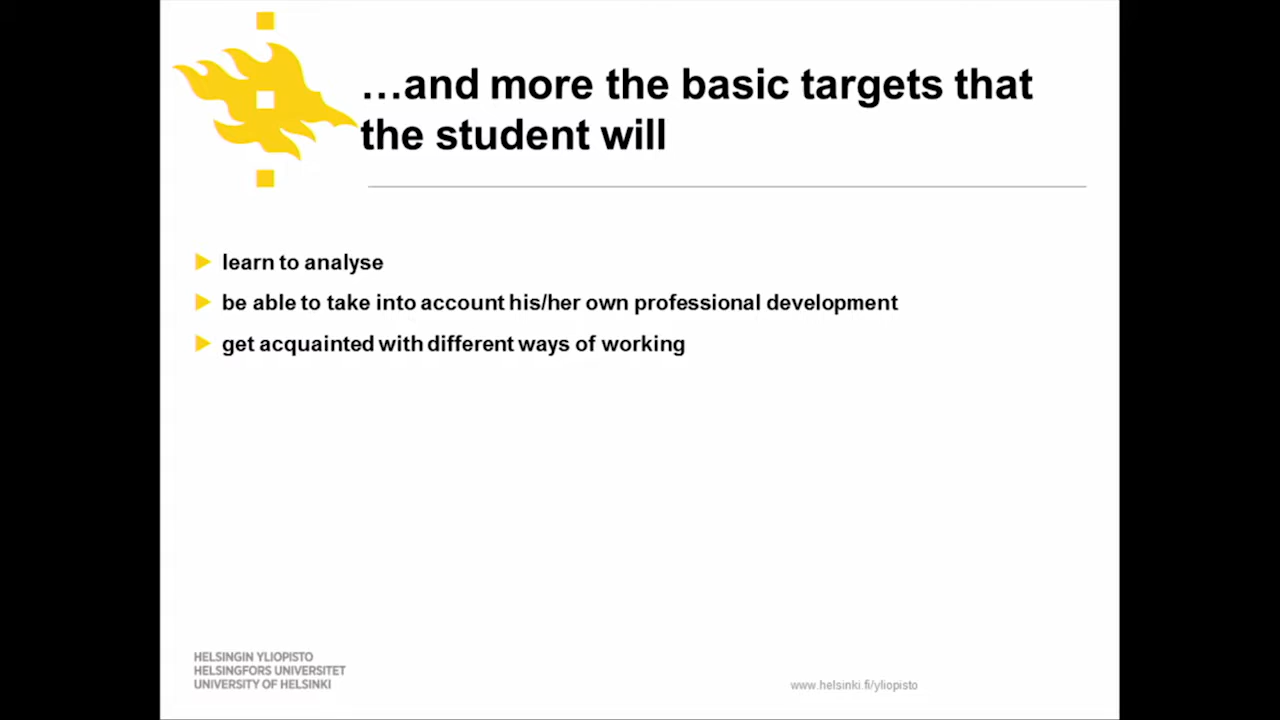 …and more the basic targets that
the student will
learn to analyse
be able to take into account his/her own professional development
get acquainted with different ways of working
HELSINGIN YLIOPISTO
HELSINGFORS UNIVERSITET
UNIVERSITY OF HELSINKI
www.helsinki.fi/yliopisto